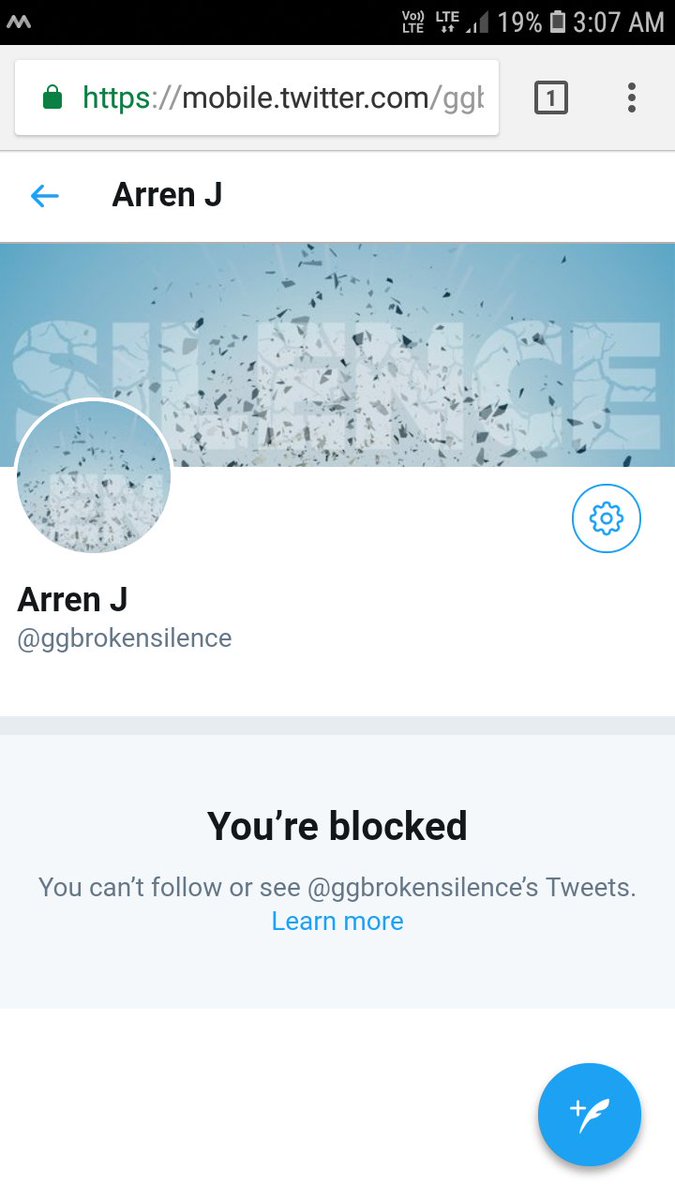 Vo)) LTE LTE 19% 3:07 AM
https://mobile.twitter.com/ggb
1
Arren J
SILENCE
EN
Arren J
@ggbrokensilence
You’re blocked
You can’t follow or see @ggbrokensilence’s Tweets.
Learn more